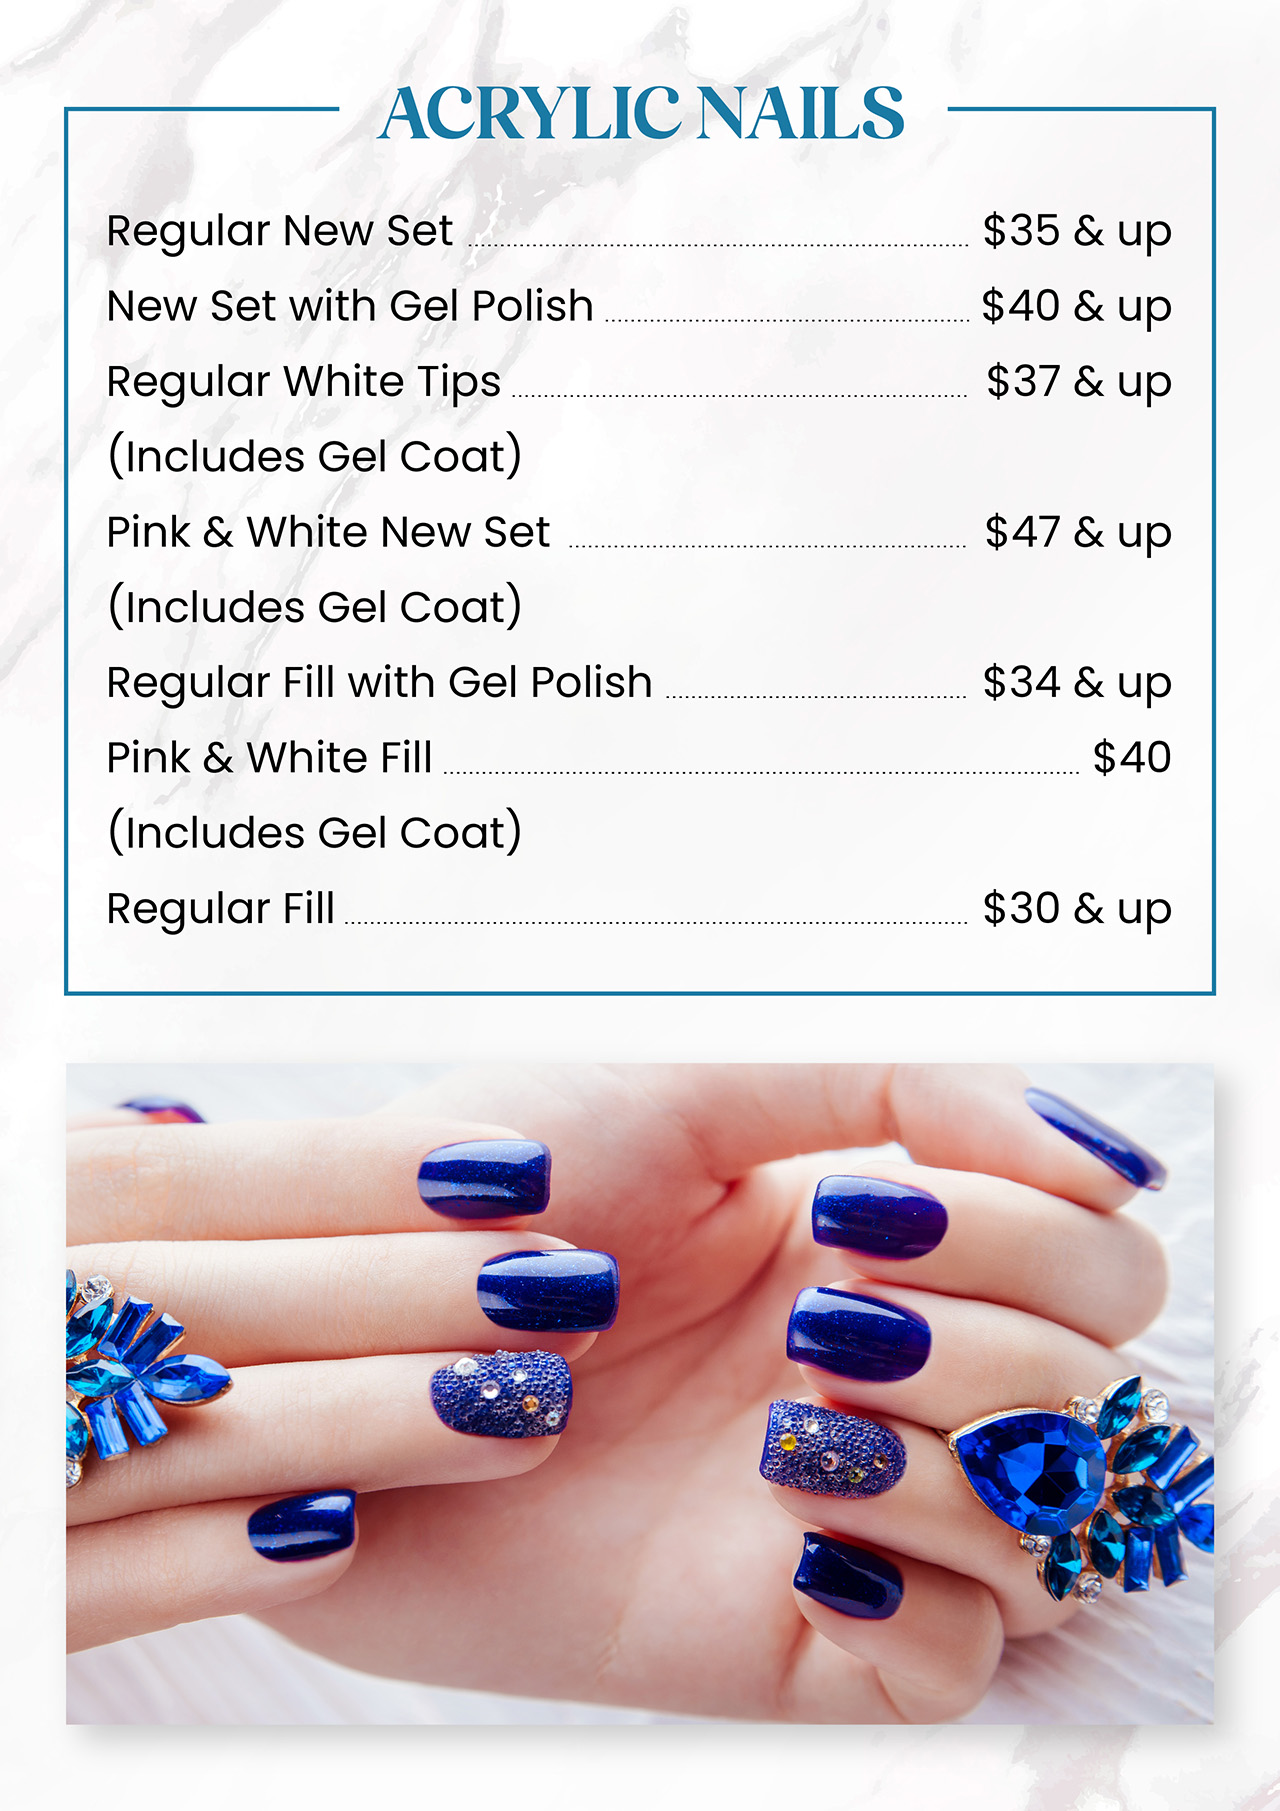 ACRYLIC NAILS
Regular New Set $35 & up
New Set with Gel Polish $40 & up
Regular White Tips $37 & up
(Includes Gel Coat)
Pink & White New Set $47 & up
(Includes Gel Coat)
Regular Fill with Gel Polish $34 & up
Pink & White Fill $40
(Includes Gel Coat)
Regular Fill $30 & up